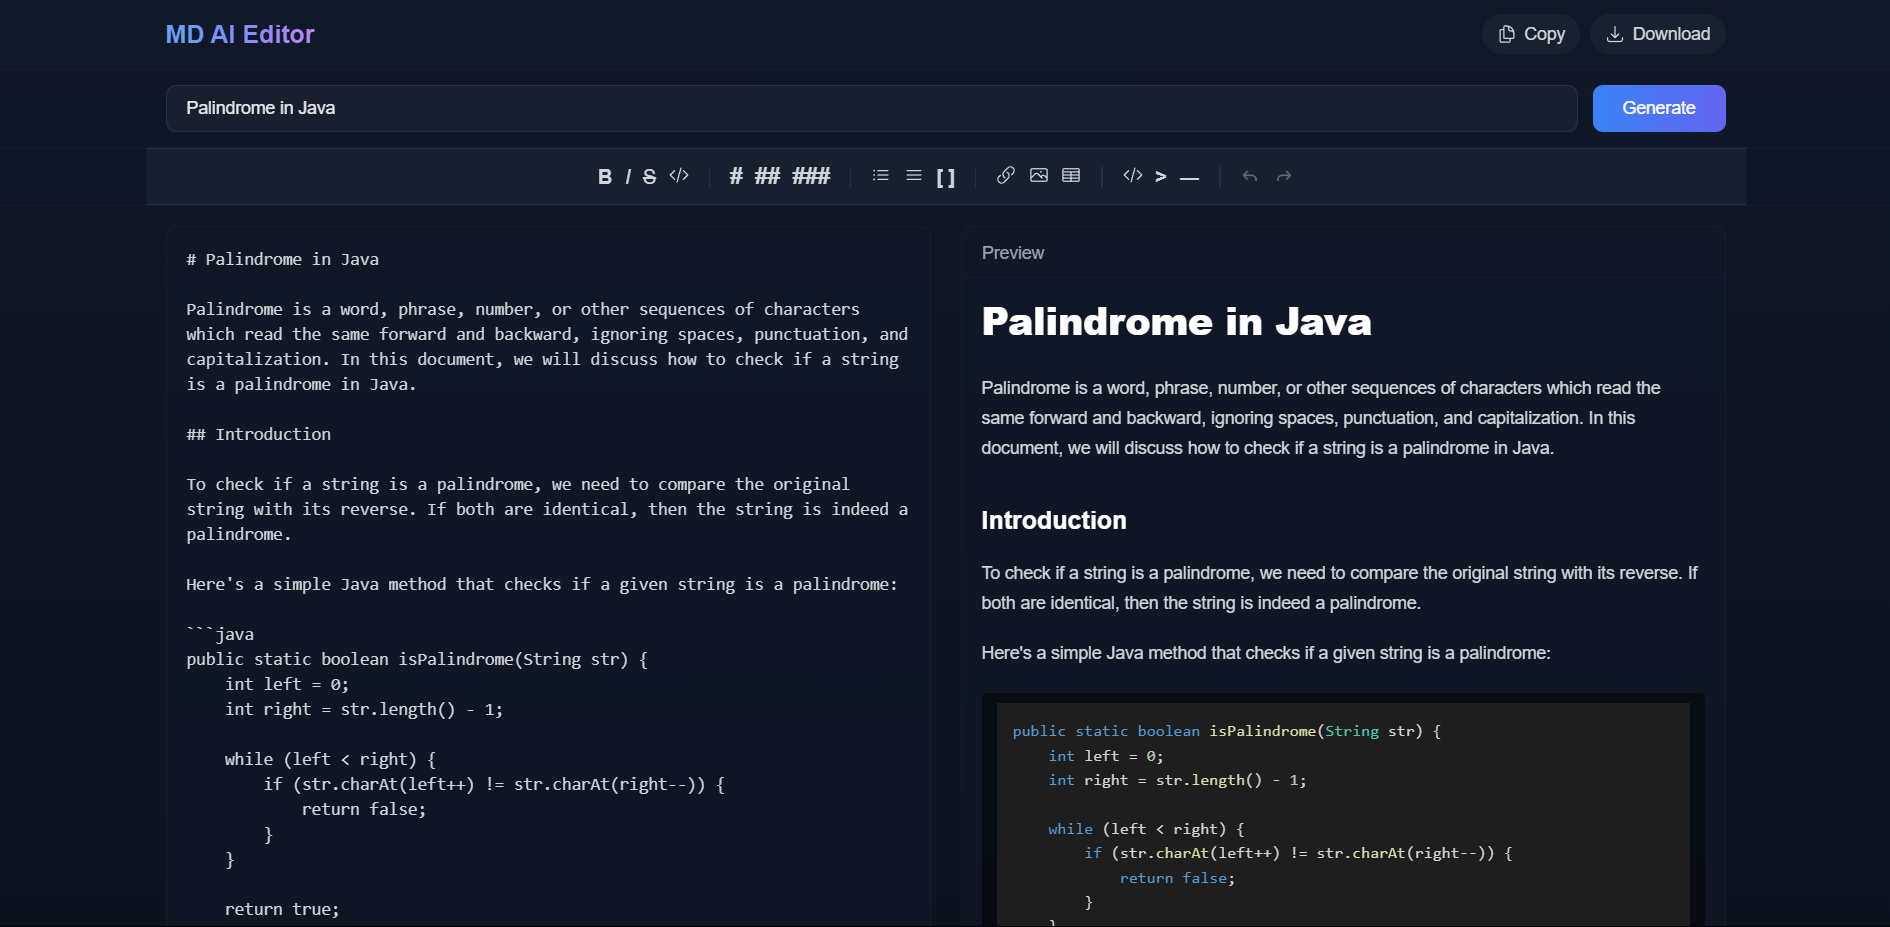 MD AI Editor
Copy
Download
Palindrome in Java
Generate
B I S </> # ## ### [ ] </> > —
# Palindrome in Java
Palindrome is a word, phrase, number, or other sequences of characters
which read the same forward and backward, ignoring spaces, punctuation, and
capitalization. In this document, we will discuss how to check if a string
is a palindrome in Java.
## Introduction
To check if a string is a palindrome, we need to compare the original
string with its reverse. If both are identical, then the string is indeed a
palindrome.
Here's a simple Java method that checks if a given string is a palindrome:
```java
public static boolean isPalindrome(String str) {
    int left = 0;
    int right = str.length() - 1;
    while (left < right) {
        if (str.charAt(left++) != str.charAt(right--)) {
            return false;
        }
    }
    return true;
Preview
Palindrome in Java
Palindrome is a word, phrase, number, or other sequences of characters which read the
same forward and backward, ignoring spaces, punctuation, and capitalization. In this
document, we will discuss how to check if a string is a palindrome in Java.
Introduction
To check if a string is a palindrome, we need to compare the original string with its reverse. If
both are identical, then the string is indeed a palindrome.
Here's a simple Java method that checks if a given string is a palindrome:
public static boolean isPalindrome(String str) {
    int left = 0;
    int right = str.length() - 1;
    while (left < right) {
        if (str.charAt(left++) != str.charAt(right--)) {
            return false;
        }
    }